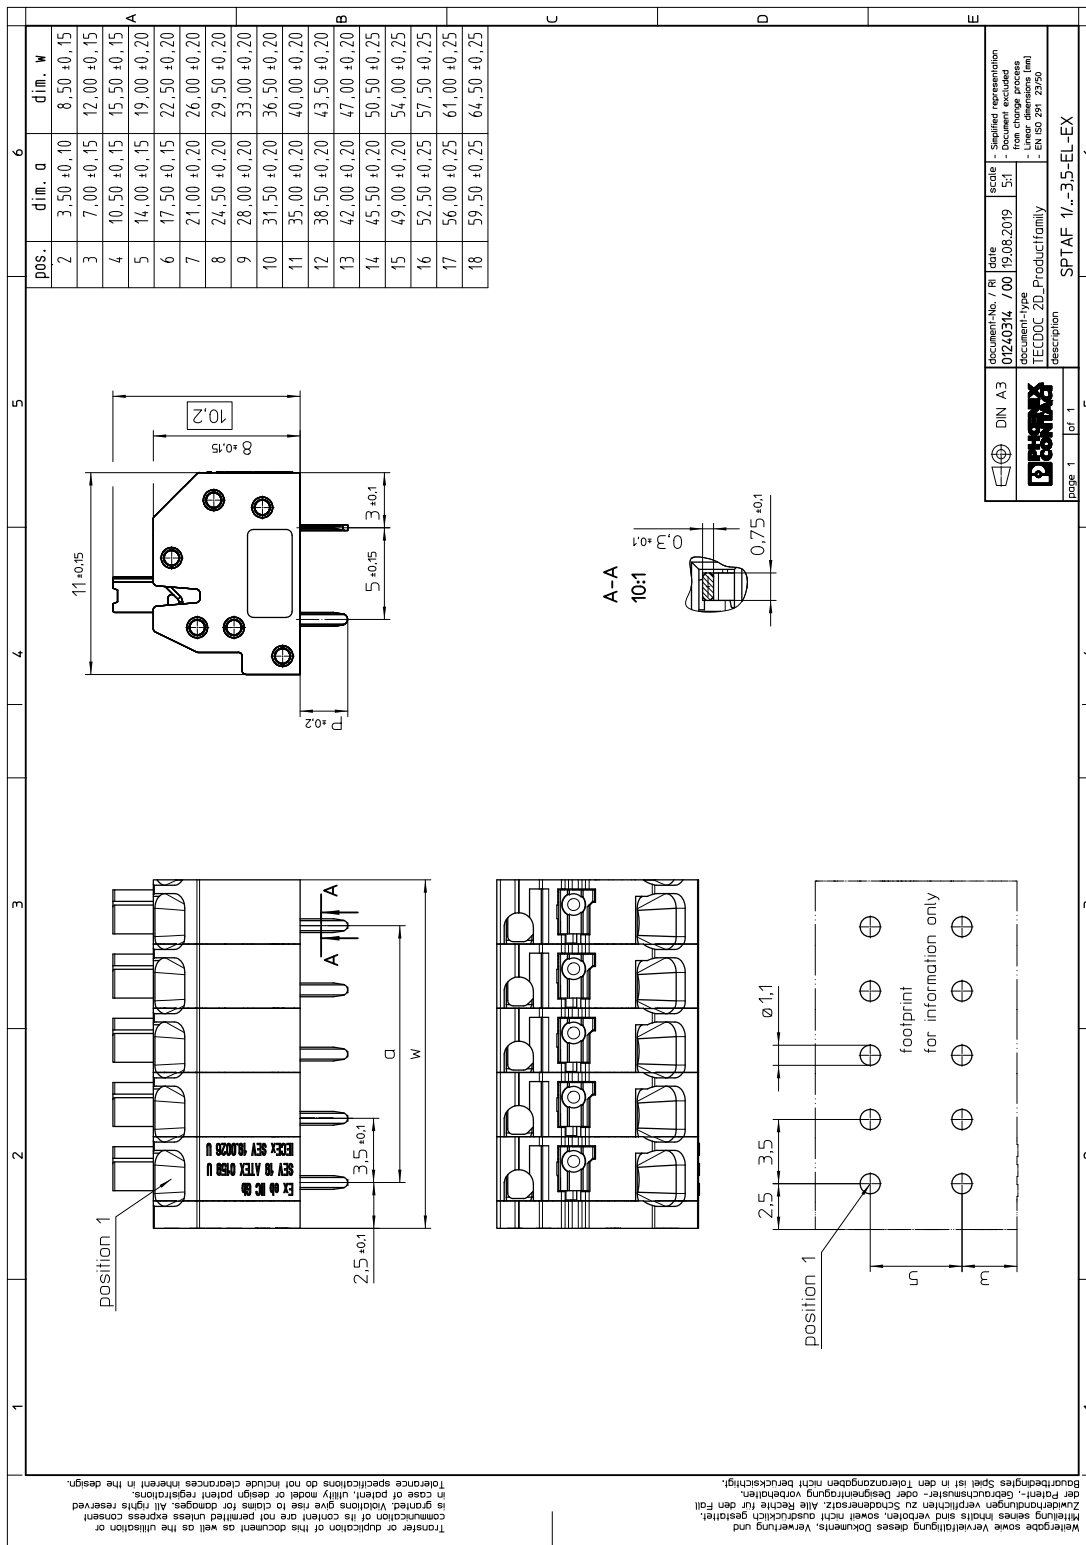 pos. dim. a dim. w
2 3,50 ±0,10 8,50 ±0,15
3 7,00 ±0,15 12,00 ±0,15
4 10,50 ±0,15 15,50 ±0,15
5 14,00 ±0,15 19,00 ±0,20
6 17,50 ±0,15 22,50 ±0,20
7 21,00 ±0,20 26,00 ±0,20
8 24,50 ±0,20 29,50 ±0,20
9 28,00 ±0,20 33,00 ±0,20
10 31,50 ±0,20 36,50 ±0,20
11 35,00 ±0,20 40,00 ±0,20
12 38,50 ±0,20 43,50 ±0,20
13 42,00 ±0,20 47,00 ±0,20
14 45,50 ±0,20 50,50 ±0,25
15 49,00 ±0,20 54,00 ±0,25
16 52,50 ±0,25 57,50 ±0,25
17 56,00 ±0,25 61,00 ±0,25
18 59,50 ±0,25 64,50 ±0,25
1 2 3 4 5 6
A
B
C
D
E
position 1
Ex eb IIC Gb
SEV 19 ATEX 0158 U
IECEx SEV 19.0026 U
2,5 ±0,1
3,5 ±0,1
a
w
A
A
11 ±0,15
10,2
8 ±0,15
3 ±0,1
5 ±0,15
P ±0,2
A-A
10:1
0,3 ±0,1
0,75 ±0,1
position 1
2,5
3,5
ø1,1
footprint
for information only
5
3
DIN A3
PHOENIX
CONTACT
page 1 of 1
document-No. / RI
01240314 / 00
date
19.08.2019
scale
5:1
document-type
TECDOC 2D_Productfamily
description
SPTAF 1/..-3,5-EL-EX
- Simplified representation
- Document excluded
from change process
- Linear dimensions [mm]
- EN ISO 291 23/50
Transfer or duplication of this document as well as the utilisation or
communication of its content are not permitted unless express consent
is granted. Violations give rise to claims for damages. All rights reserved
in case of patent, utility model or design patent registrations.
Tolerance specifications do not include clearances inherent in the design.
Weitergabe sowie Vervielfältigung dieses Dokuments, Verwertung und
Mitteilung seines Inhalts sind verboten, soweit nicht ausdrücklich gestattet.
Zuwiderhandlungen verpflichten zu Schadenersatz. Alle Rechte für den Fall
der Patent-, Gebrauchsmuster- oder Designeintragung vorbehalten.
Bauartbedingtes Spiel ist in den Toleranzangaben nicht berücksichtigt.